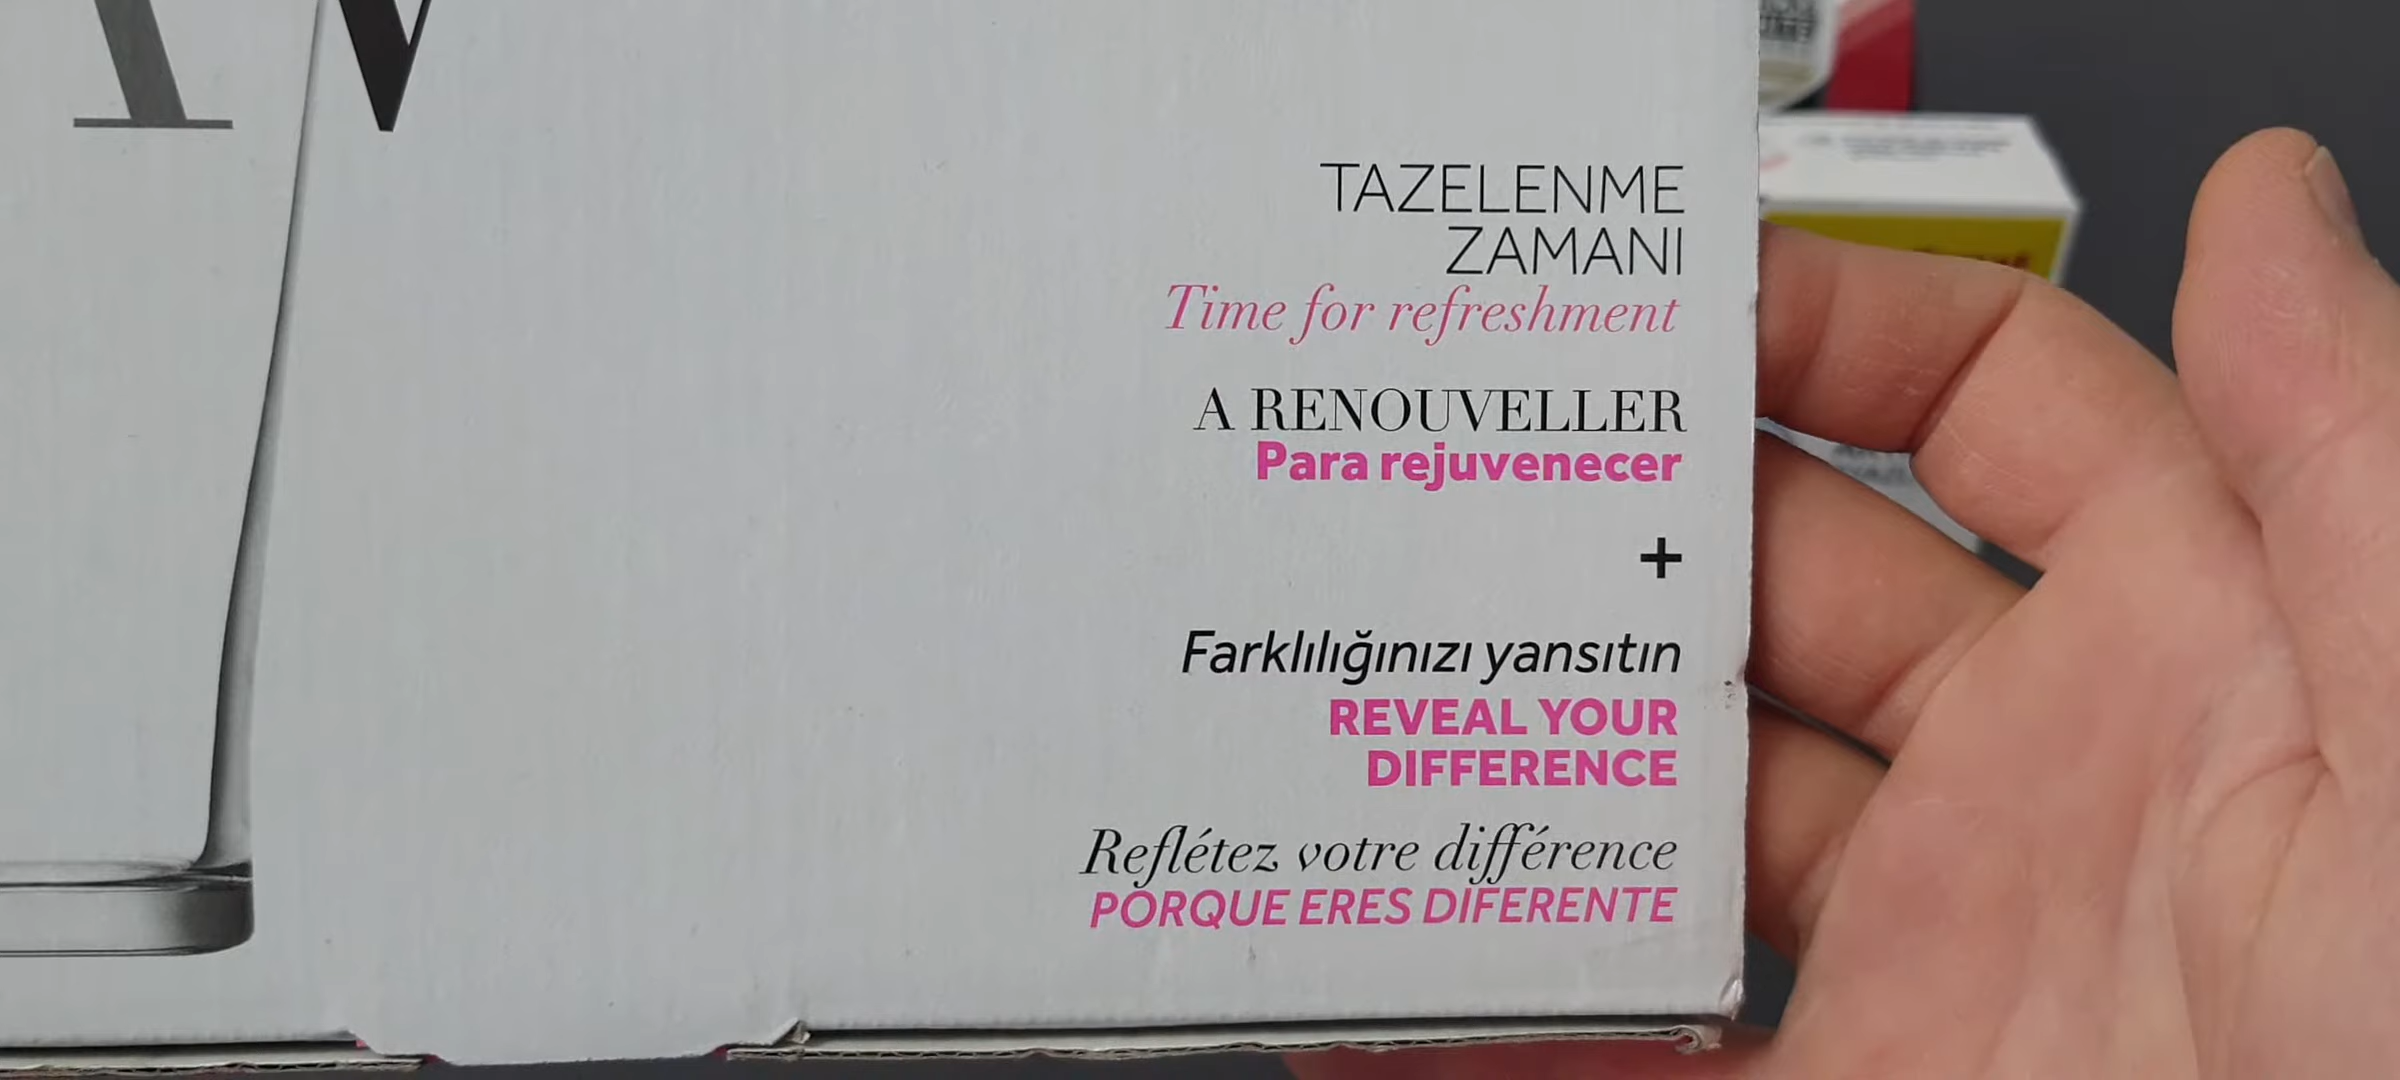 TAZELENME
ZAMANI
Time for refreshment
A RENOUVELLER
Para rejuvenecer
+
Farklılığınızı yansıtın
REVEAL YOUR
DIFFERENCE
Reflétez votre différence
PORQUE ERES DIFERENTE